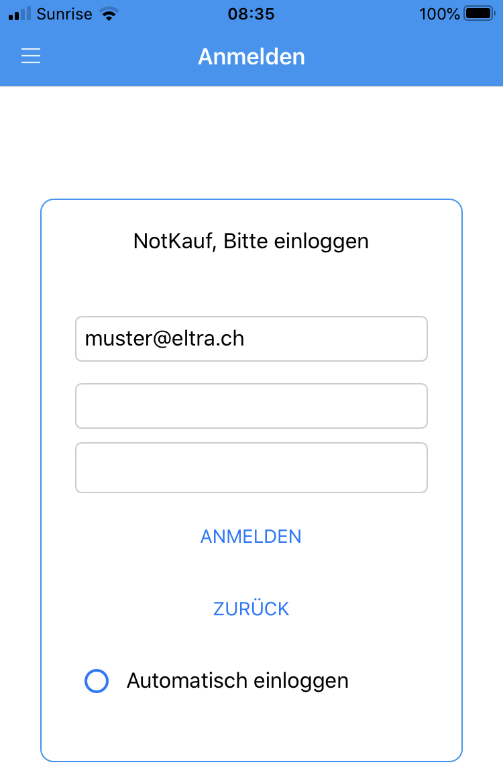 Sunrise 08:35 100%
Anmelden
NotKauf, Bitte einloggen
muster@eltra.ch
ANMELDEN
ZURÜCK
Automatisch einloggen